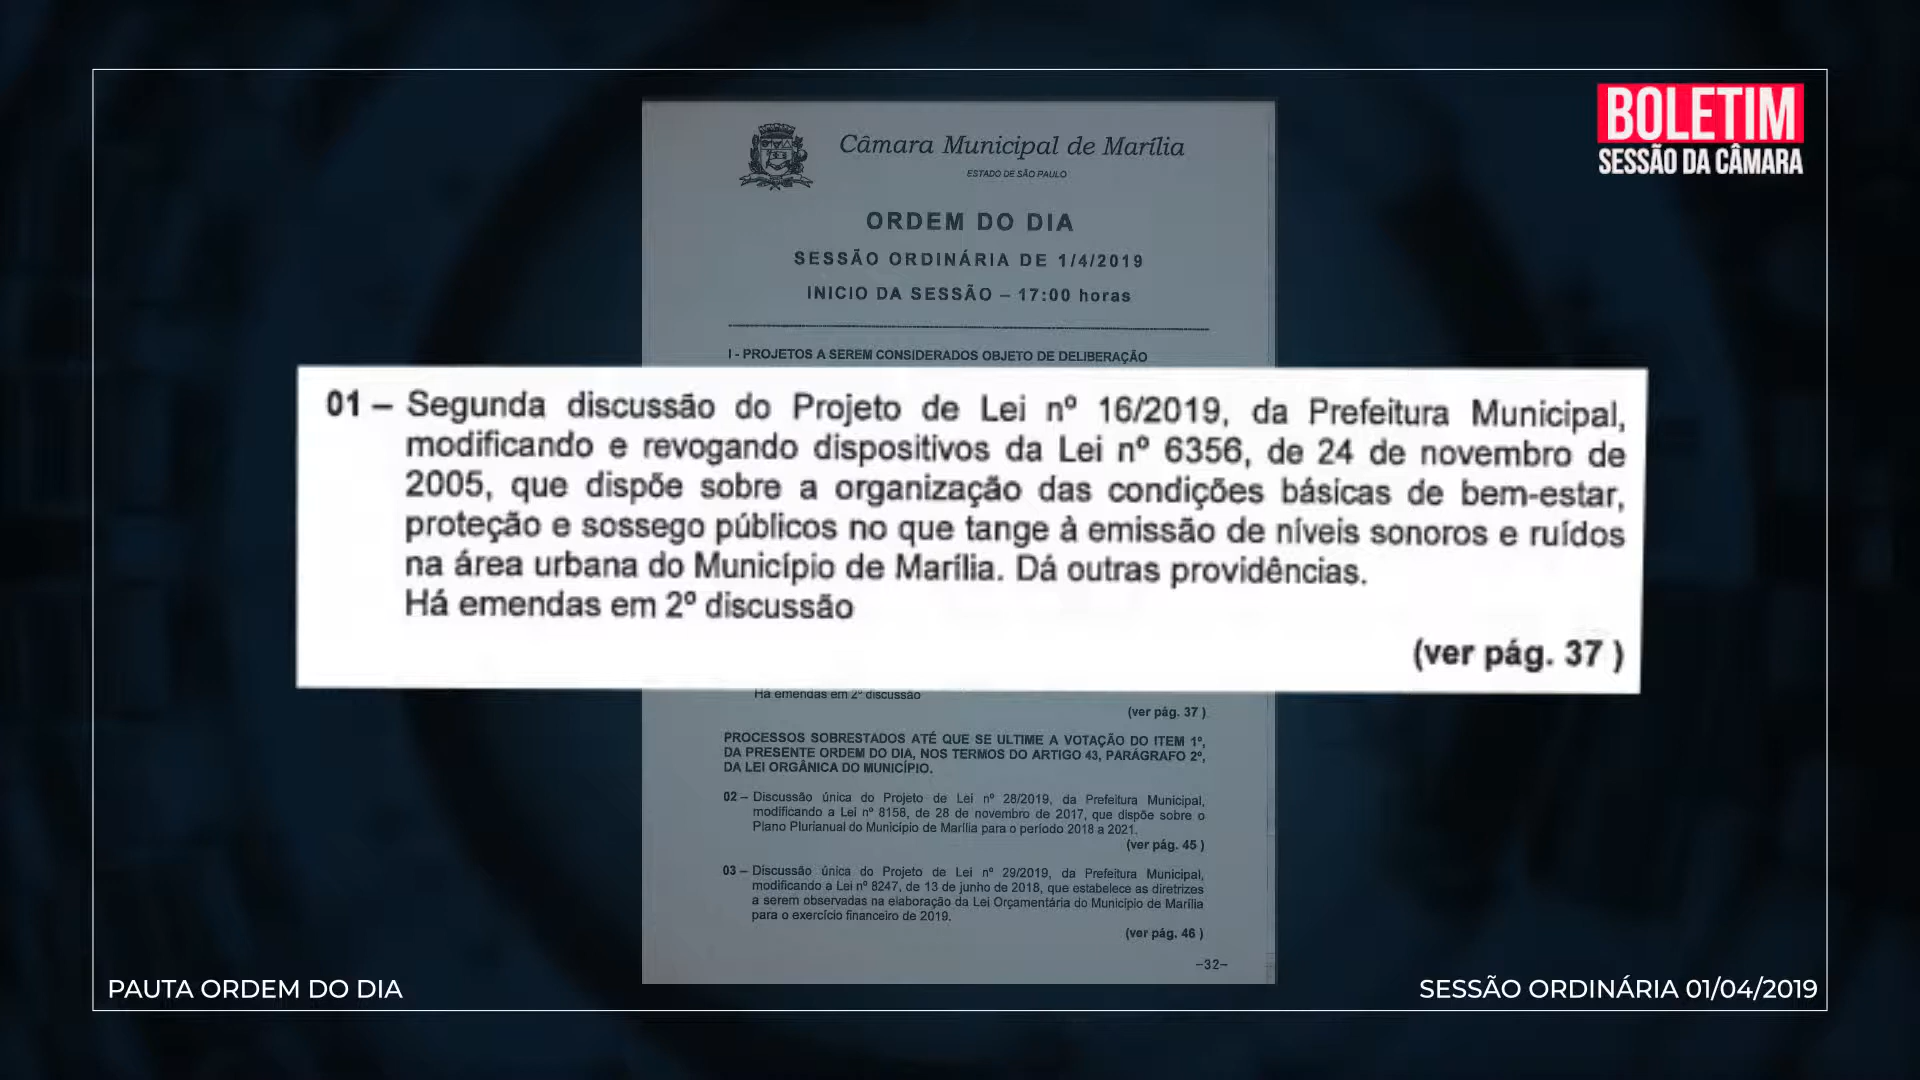 BOLETIM
SESSÃO DA CÂMARA
Câmara Municipal de Marília
ESTADO DE SÃO PAULO
ORDEM DO DIA
SESSÃO ORDINÁRIA DE 1/4/2019
INICIO DA SESSÃO – 17:00 horas
I - PROJETOS A SEREM CONSIDERADOS OBJETO DE DELIBERAÇÃO
01 – Segunda discussão do Projeto de Lei nº 16/2019, da Prefeitura Municipal,
modificando e revogando dispositivos da Lei nº 6356, de 24 de novembro de
2005, que dispõe sobre a organização das condições básicas de bem-estar,
proteção e sossego públicos no que tange à emissão de níveis sonoros e ruídos
na área urbana do Município de Marília. Dá outras providências.
Há emendas em 2º discussão
(ver pág. 37 )
Há emendas em 2º discussão
(ver pág. 37 )
PROCESSOS SOBRESTADOS ATÉ QUE SE ULTIME A VOTAÇÃO DO ITEM 1º,
DA PRESENTE ORDEM DO DIA, NOS TERMOS DO ARTIGO 43, PARÁGRAFO 2º,
DA LEI ORGÂNICA DO MUNICÍPIO.
02 – Discussão única do Projeto de Lei nº 28/2019, da Prefeitura Municipal,
modificando a Lei nº 8158, de 28 de novembro de 2017, que dispõe sobre o
Plano Plurianual do Município de Marília para o período 2018 a 2021.
(ver pág. 45 )
03 – Discussão única do Projeto de Lei nº 29/2019, da Prefeitura Municipal,
modificando a Lei nº 8247, de 13 de junho de 2018, que estabelece as diretrizes
a serem observadas na elaboração da Lei Orçamentária do Município de Marília
para o exercício financeiro de 2019.
(ver pág. 46 )
–32–
PAUTA ORDEM DO DIA
SESSÃO ORDINÁRIA 01/04/2019